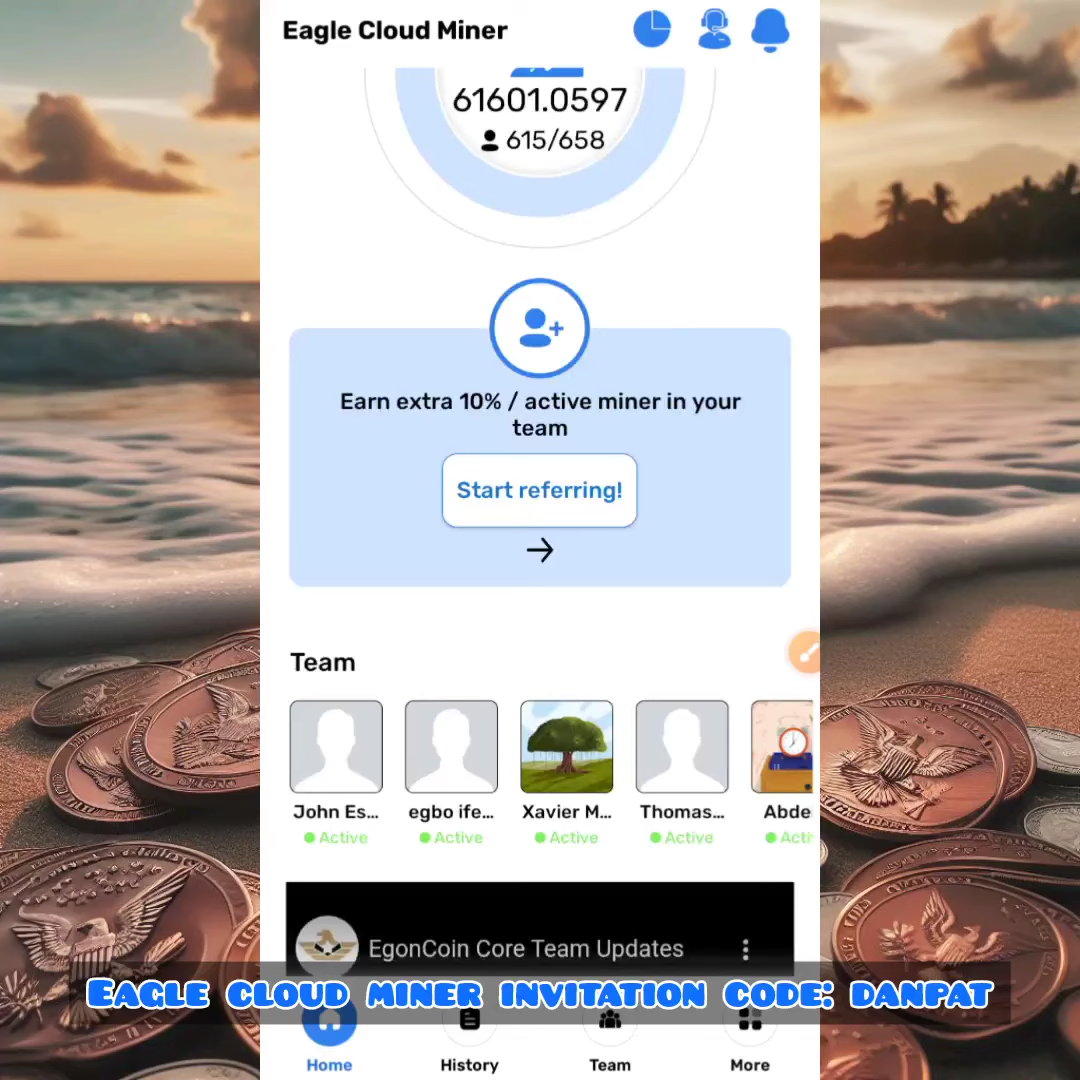 Eagle Cloud Miner
61601.0597
615/658
Earn extra 10% / active miner in your
team
Start referring!
Team
John Es... egbo ife... Xavier M... Thomas... Abde
Active Active Active Active Acti
EgonCoin Core Team Updates
Eagle cloud miner invitation code: danpat
Home History Team More